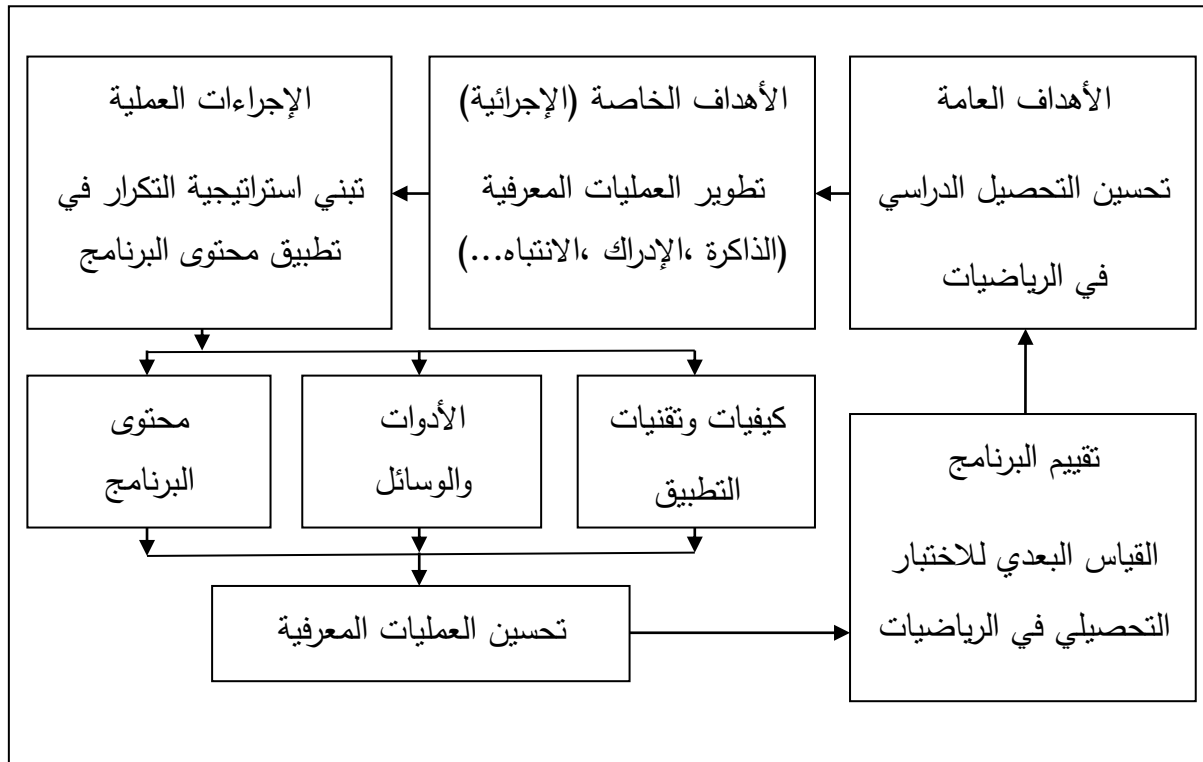 الأهداف العامة
تحسين التحصيل الدراسي
في الرياضيات
الأهداف الخاصة (الإجرائية)
تطوير العمليات المعرفية
(الذاكرة ،الإدراك ،الانتباه...)
الإجراءات العملية
تبني استراتيجية التكرار في
تطبيق محتوى البرنامج
كيفيات وتقنيات
التطبيق
الأدوات
والوسائل
محتوى
البرنامج
تحسين العمليات المعرفية
تقييم البرنامج
القياس البعدي للاختبار
التحصيلي في الرياضيات